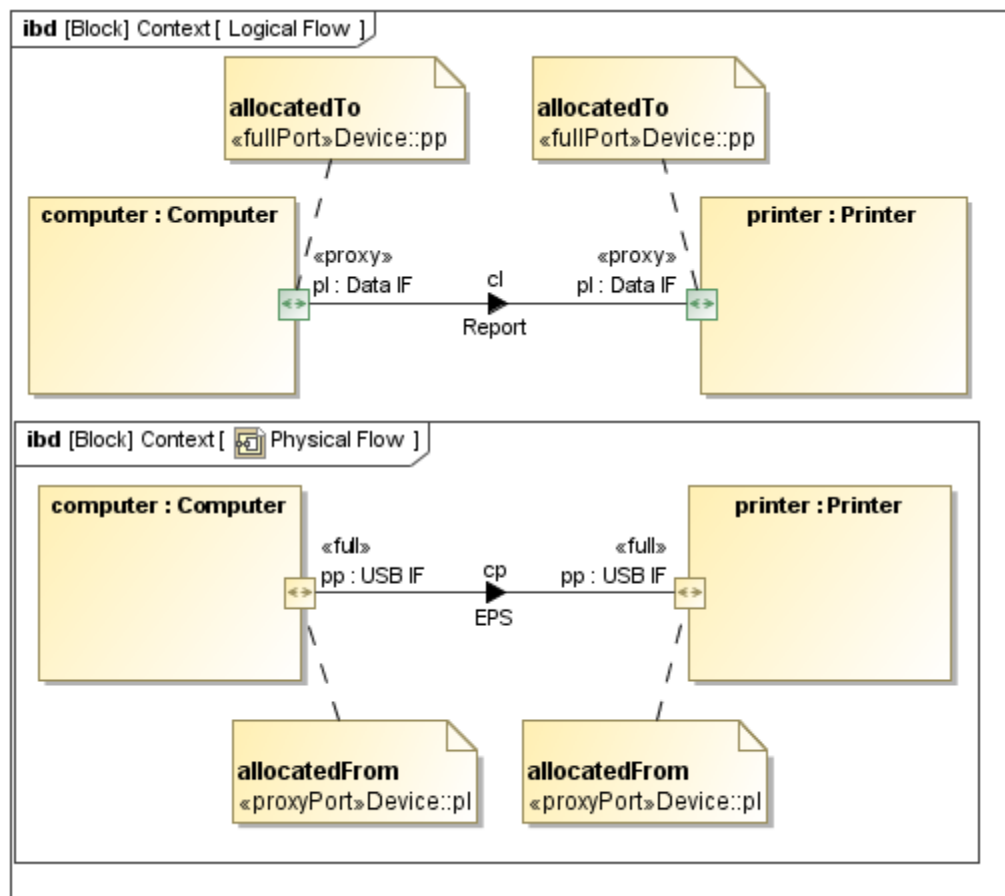 ibd [Block] Context [ Logical Flow ]
allocatedTo
«fullPort»Device::pp
allocatedTo
«fullPort»Device::pp
computer : Computer
printer : Printer
«proxy»
pl : Data IF
cl
Report
«proxy»
pl : Data IF
ibd [Block] Context [ Physical Flow ]
computer : Computer
printer : Printer
«full»
pp : USB IF
cp
EPS
«full»
pp : USB IF
allocatedFrom
«proxyPort»Device::pl
allocatedFrom
«proxyPort»Device::pl